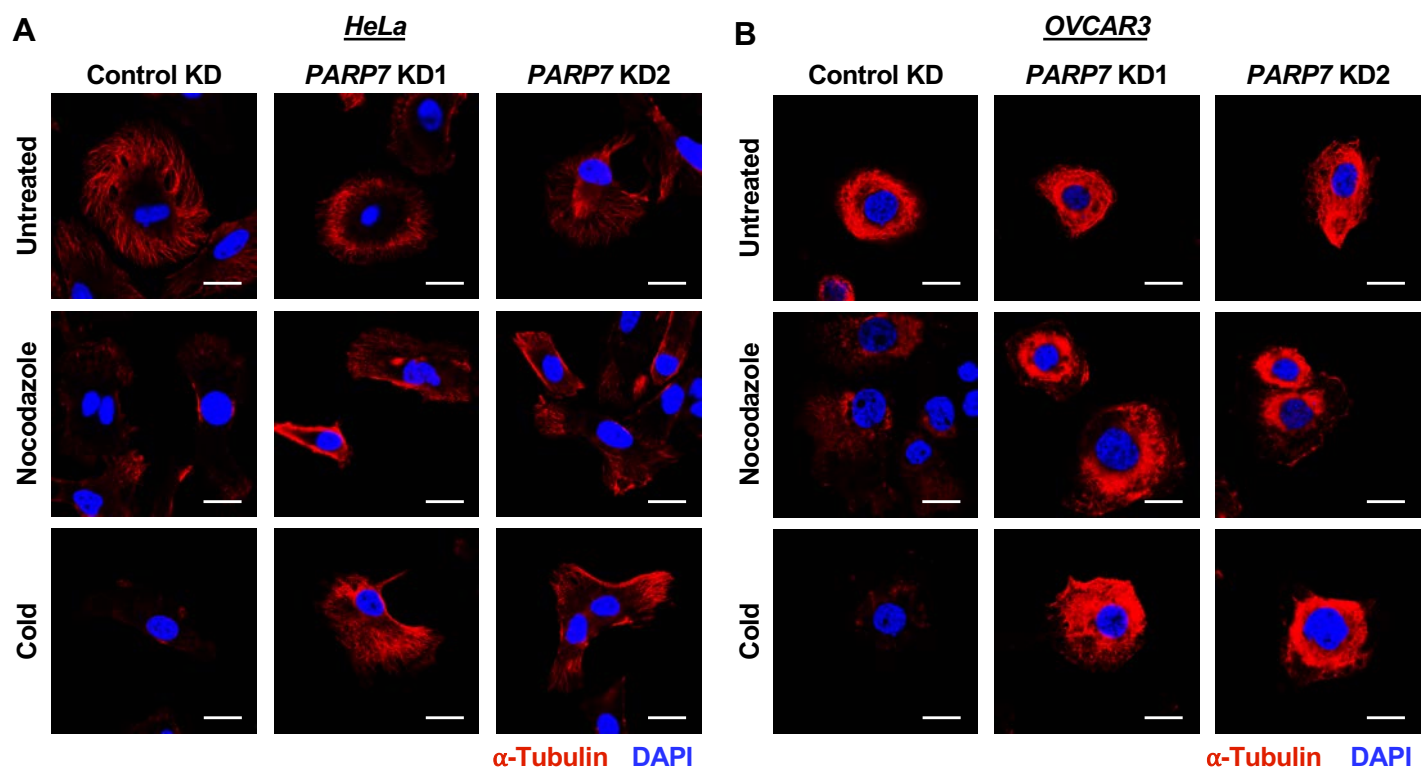 A
HeLa
Control KD
PARP7 KD1
PARP7 KD2
Untreated
Nocodazole
Cold
α-Tubulin DAPI
B
OVCAR3
Control KD
PARP7 KD1
PARP7 KD2
Untreated
Nocodazole
Cold
α-Tubulin DAPI